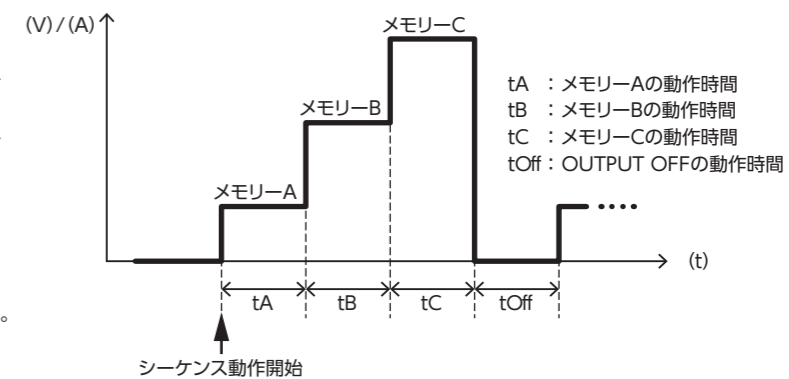 (V)/(A)
メモリーC
メモリーB
メモリーA
tA ：メモリーAの動作時間
tB ：メモリーBの動作時間
tC ：メモリーCの動作時間
tOff：OUTPUT OFFの動作時間
(t)
tA tB tC tOff
。
シーケンス動作開始